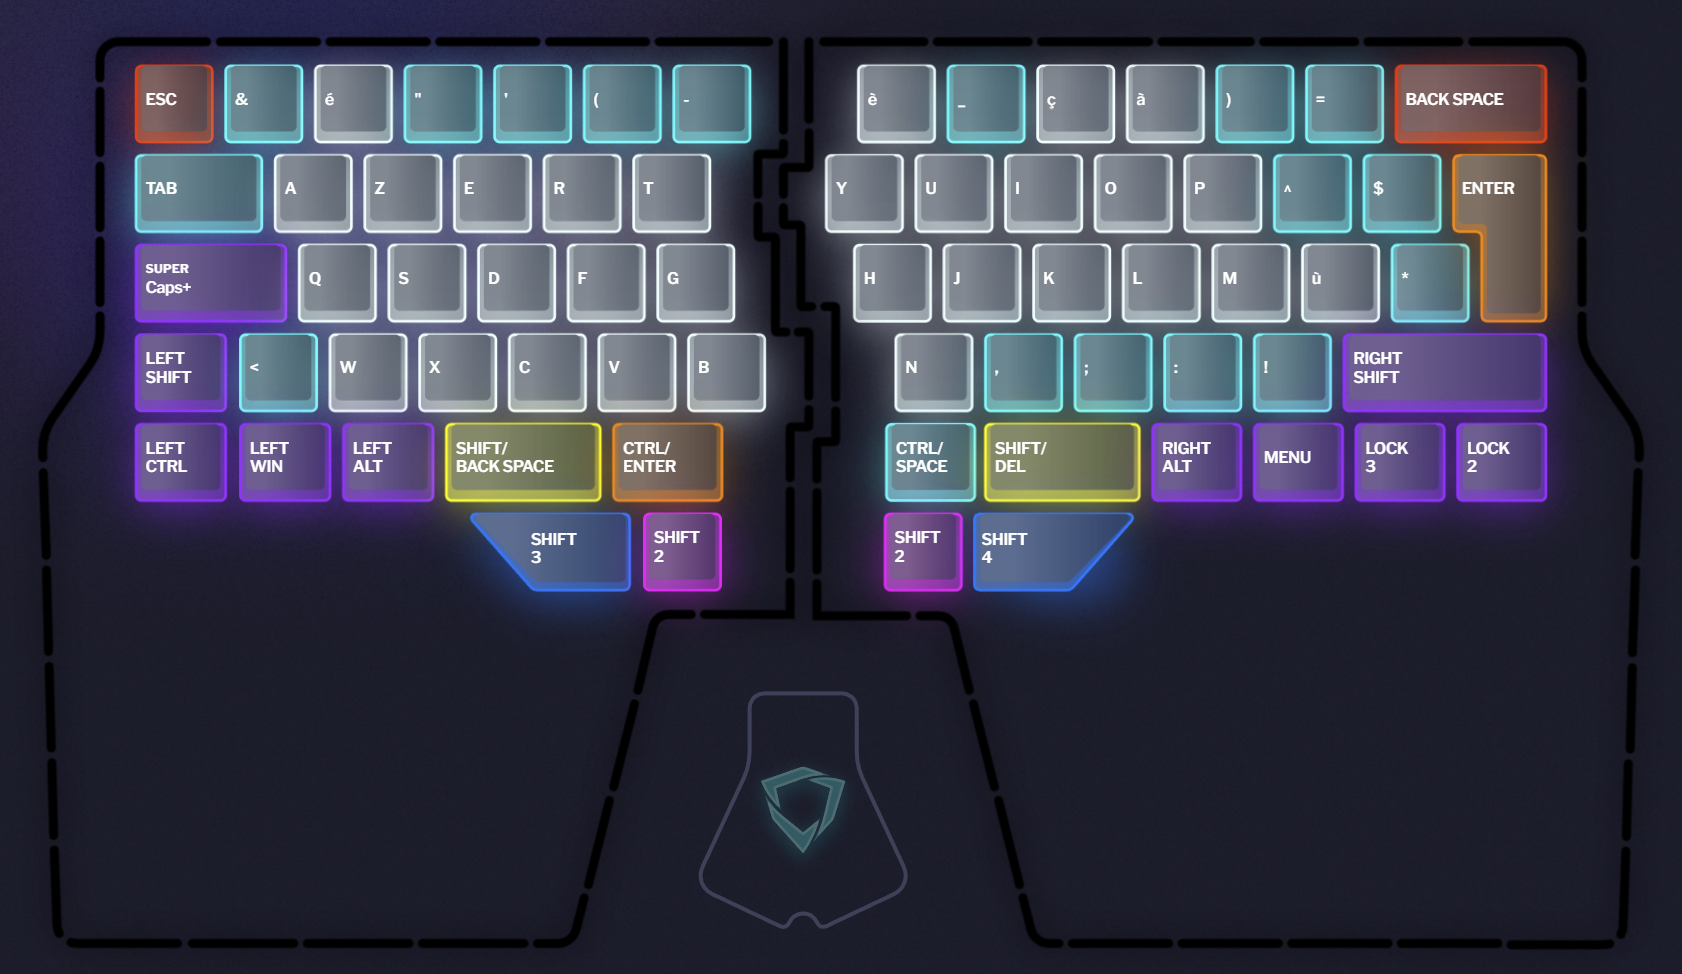 ESC & é " ' ( - è _ ç à ) = BACK SPACE
TAB A Z E R T Y U I O P ^ $ ENTER
SUPER
Caps+ Q S D F G H J K L M ù *
LEFT
SHIFT < W X C V B N , ; : ! RIGHT
SHIFT
LEFT
CTRL
LEFT
WIN
LEFT
ALT
SHIFT/
BACK SPACE
CTRL/
ENTER
CTRL/
SPACE
SHIFT/
DEL
RIGHT
ALT
MENU
LOCK
3
LOCK
2
SHIFT
3
SHIFT
2
SHIFT
2
SHIFT
4